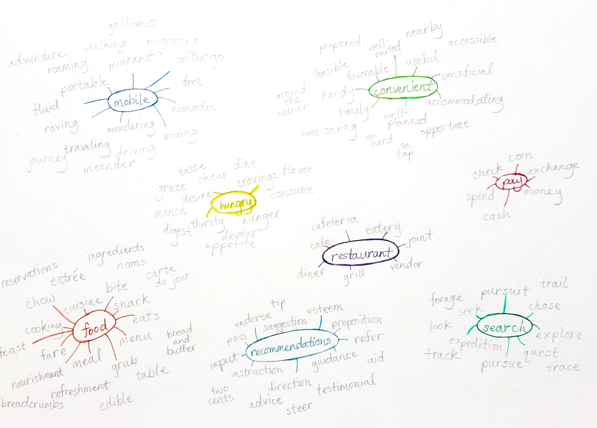 gallivant
adventure
walking
migrating
roaming
migrant
on-the-go
portable
free
mobile
fluid
nomadic
roving
wandering
moving
traveling
driving
journey
meander
nearby
prepared
well-suited
accessible
feasible
favorable
useful
beneficial
around the corner
handy
convenient
accommodating
timely
well-planned
time-saving
on hand
opportune
on tap
taste
dine
graze
chew
cravings
flavor
desire
consume
munch
hungry
digest
thirsty
hunger
devour
appetite
coin
check
exchange
pay
spend
money
cash
cafeteria
eatery
cafe
joint
restaurant
diner
grill
vendor
reservations
ingredients
noms
entrée
carte du jour
bite
chow
cuisine
snack
cooking
food
eats
feast
menu
bread and butter
fare
meal
grub
table
nourishment
refreshment
breadcrumbs
edible
tip
endorse
esteem
suggestion
proposition
pass
recommendations
refer
input
guidance
aid
instruction
two cents
direction
testimonial
advice
steer
pursuit
trail
forage
seek
chase
look
search
explore
expedition
quest
track
pursue
trace